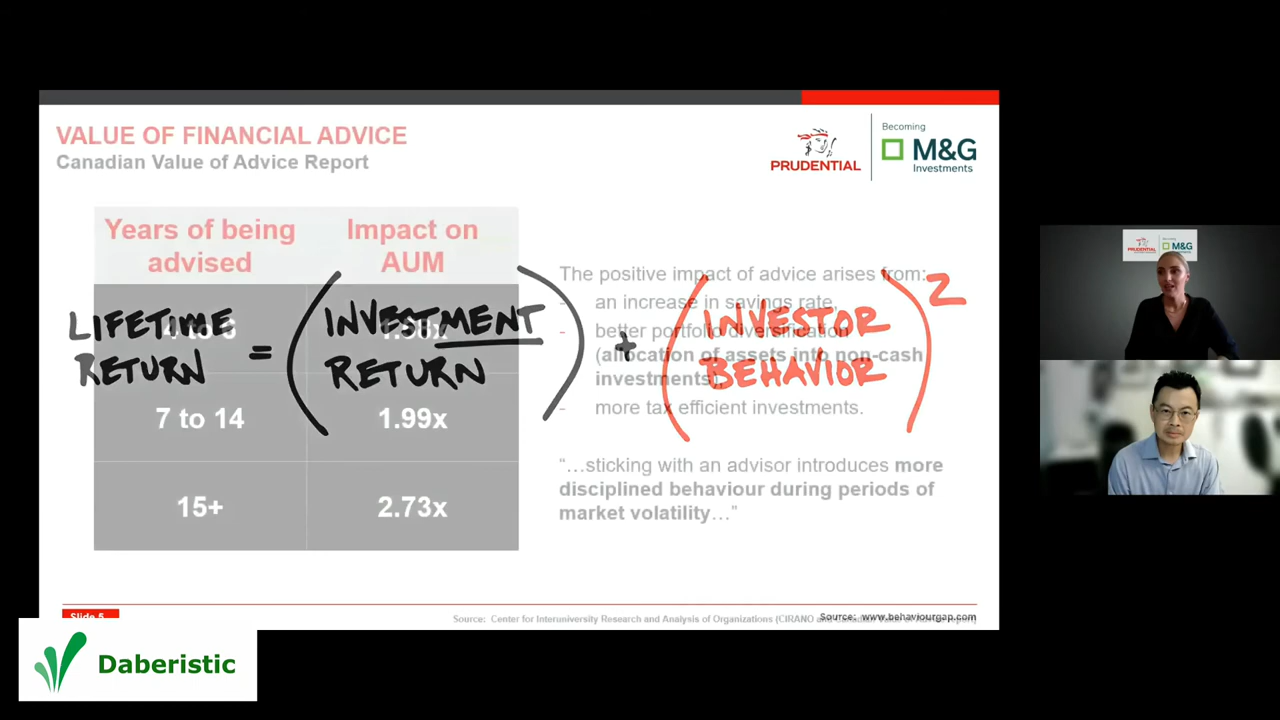 VALUE OF FINANCIAL ADVICE
Canadian Value of Advice Report
PRUDENTIAL
Becoming
M&G
Investments
Years of being
advised
Impact on
AUM
7 to 14
1.99x
15+
2.73x
LIFETIME
RETURN
=
INVESTMENT
RETURN
+
INVESTOR
BEHAVIOR
2
The positive impact of advice arises from:
- an increase in savings rate,
- better portfolio diversification
(allocation of assets into non-cash
investments)
- more tax efficient investments.
“…sticking with an advisor introduces more
disciplined behaviour during periods of
market volatility…”
Slide 5
Source: Center for Interuniversity Research and Analysis of Organizations (CIRANO
Source: www.behaviourgap.com
Daberistic
PRUDENTIAL
M&G